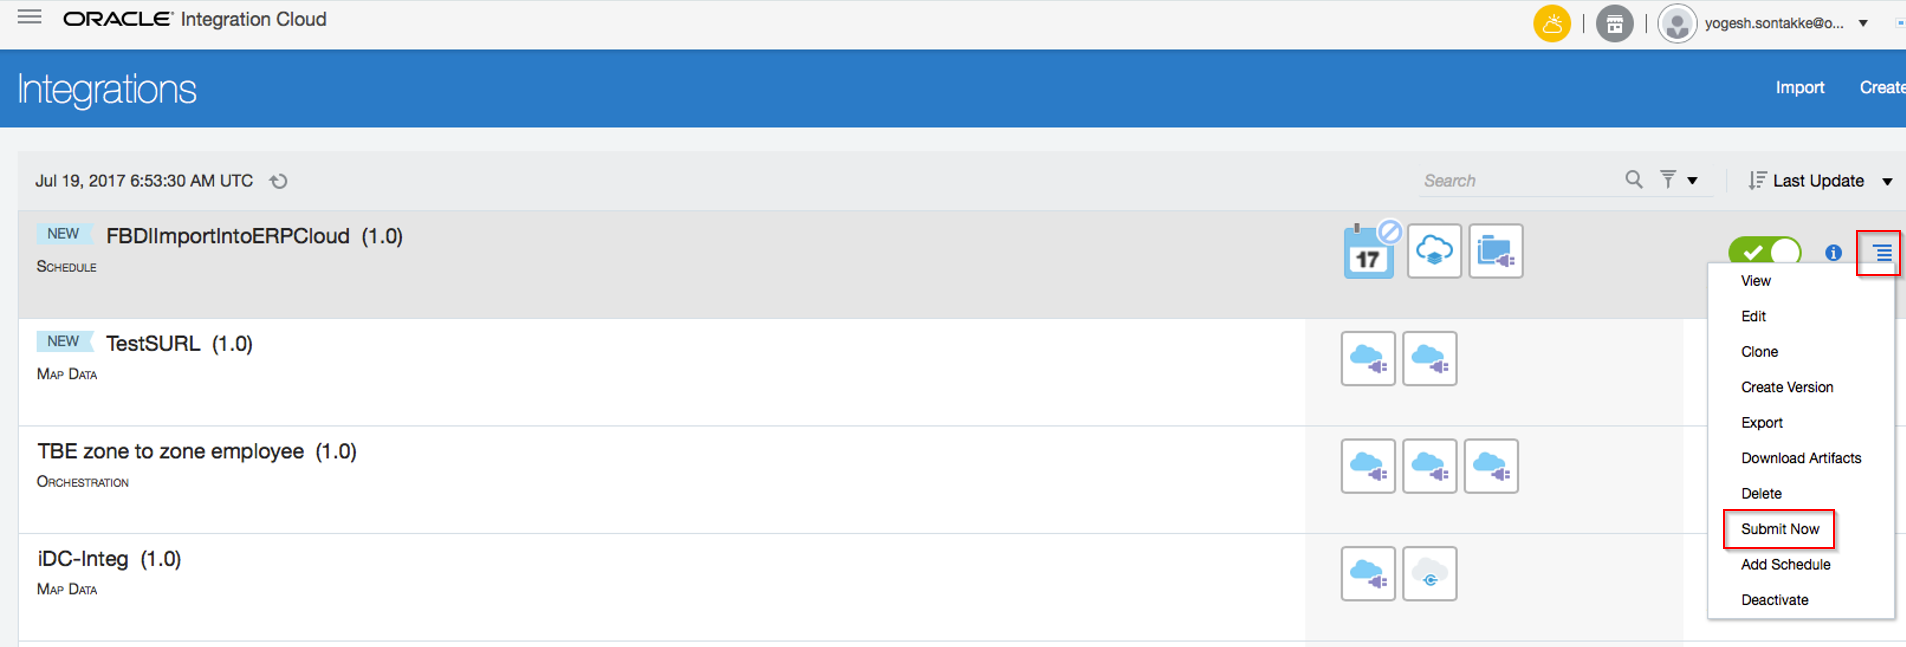 ORACLE Integration Cloud
yogesh.sontakke@o...
Integrations
Import
Create
Jul 19, 2017 6:53:30 AM UTC
Search
Last Update
NEW FBDIImportIntoERPCloud (1.0)
SCHEDULE
17
View
Edit
Clone
Create Version
Export
Download Artifacts
Delete
Submit Now
Add Schedule
Deactivate
NEW TestSURL (1.0)
MAP DATA
TBE zone to zone employee (1.0)
ORCHESTRATION
iDC-Integ (1.0)
MAP DATA